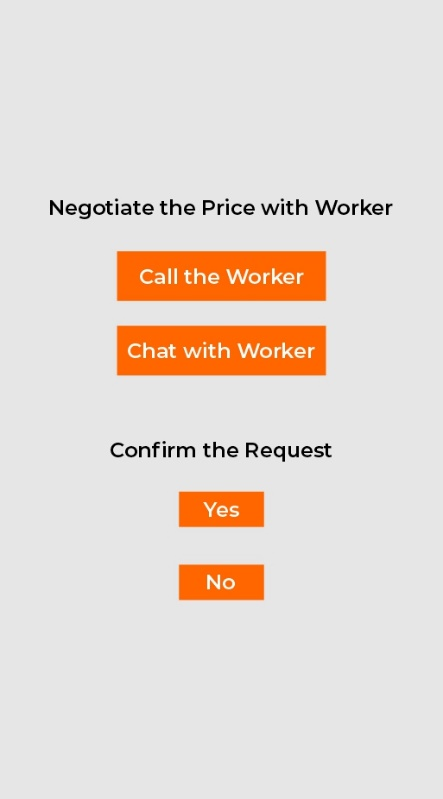 Negotiate the Price with Worker
Call the Worker
Chat with Worker
Confirm the Request
Yes
No